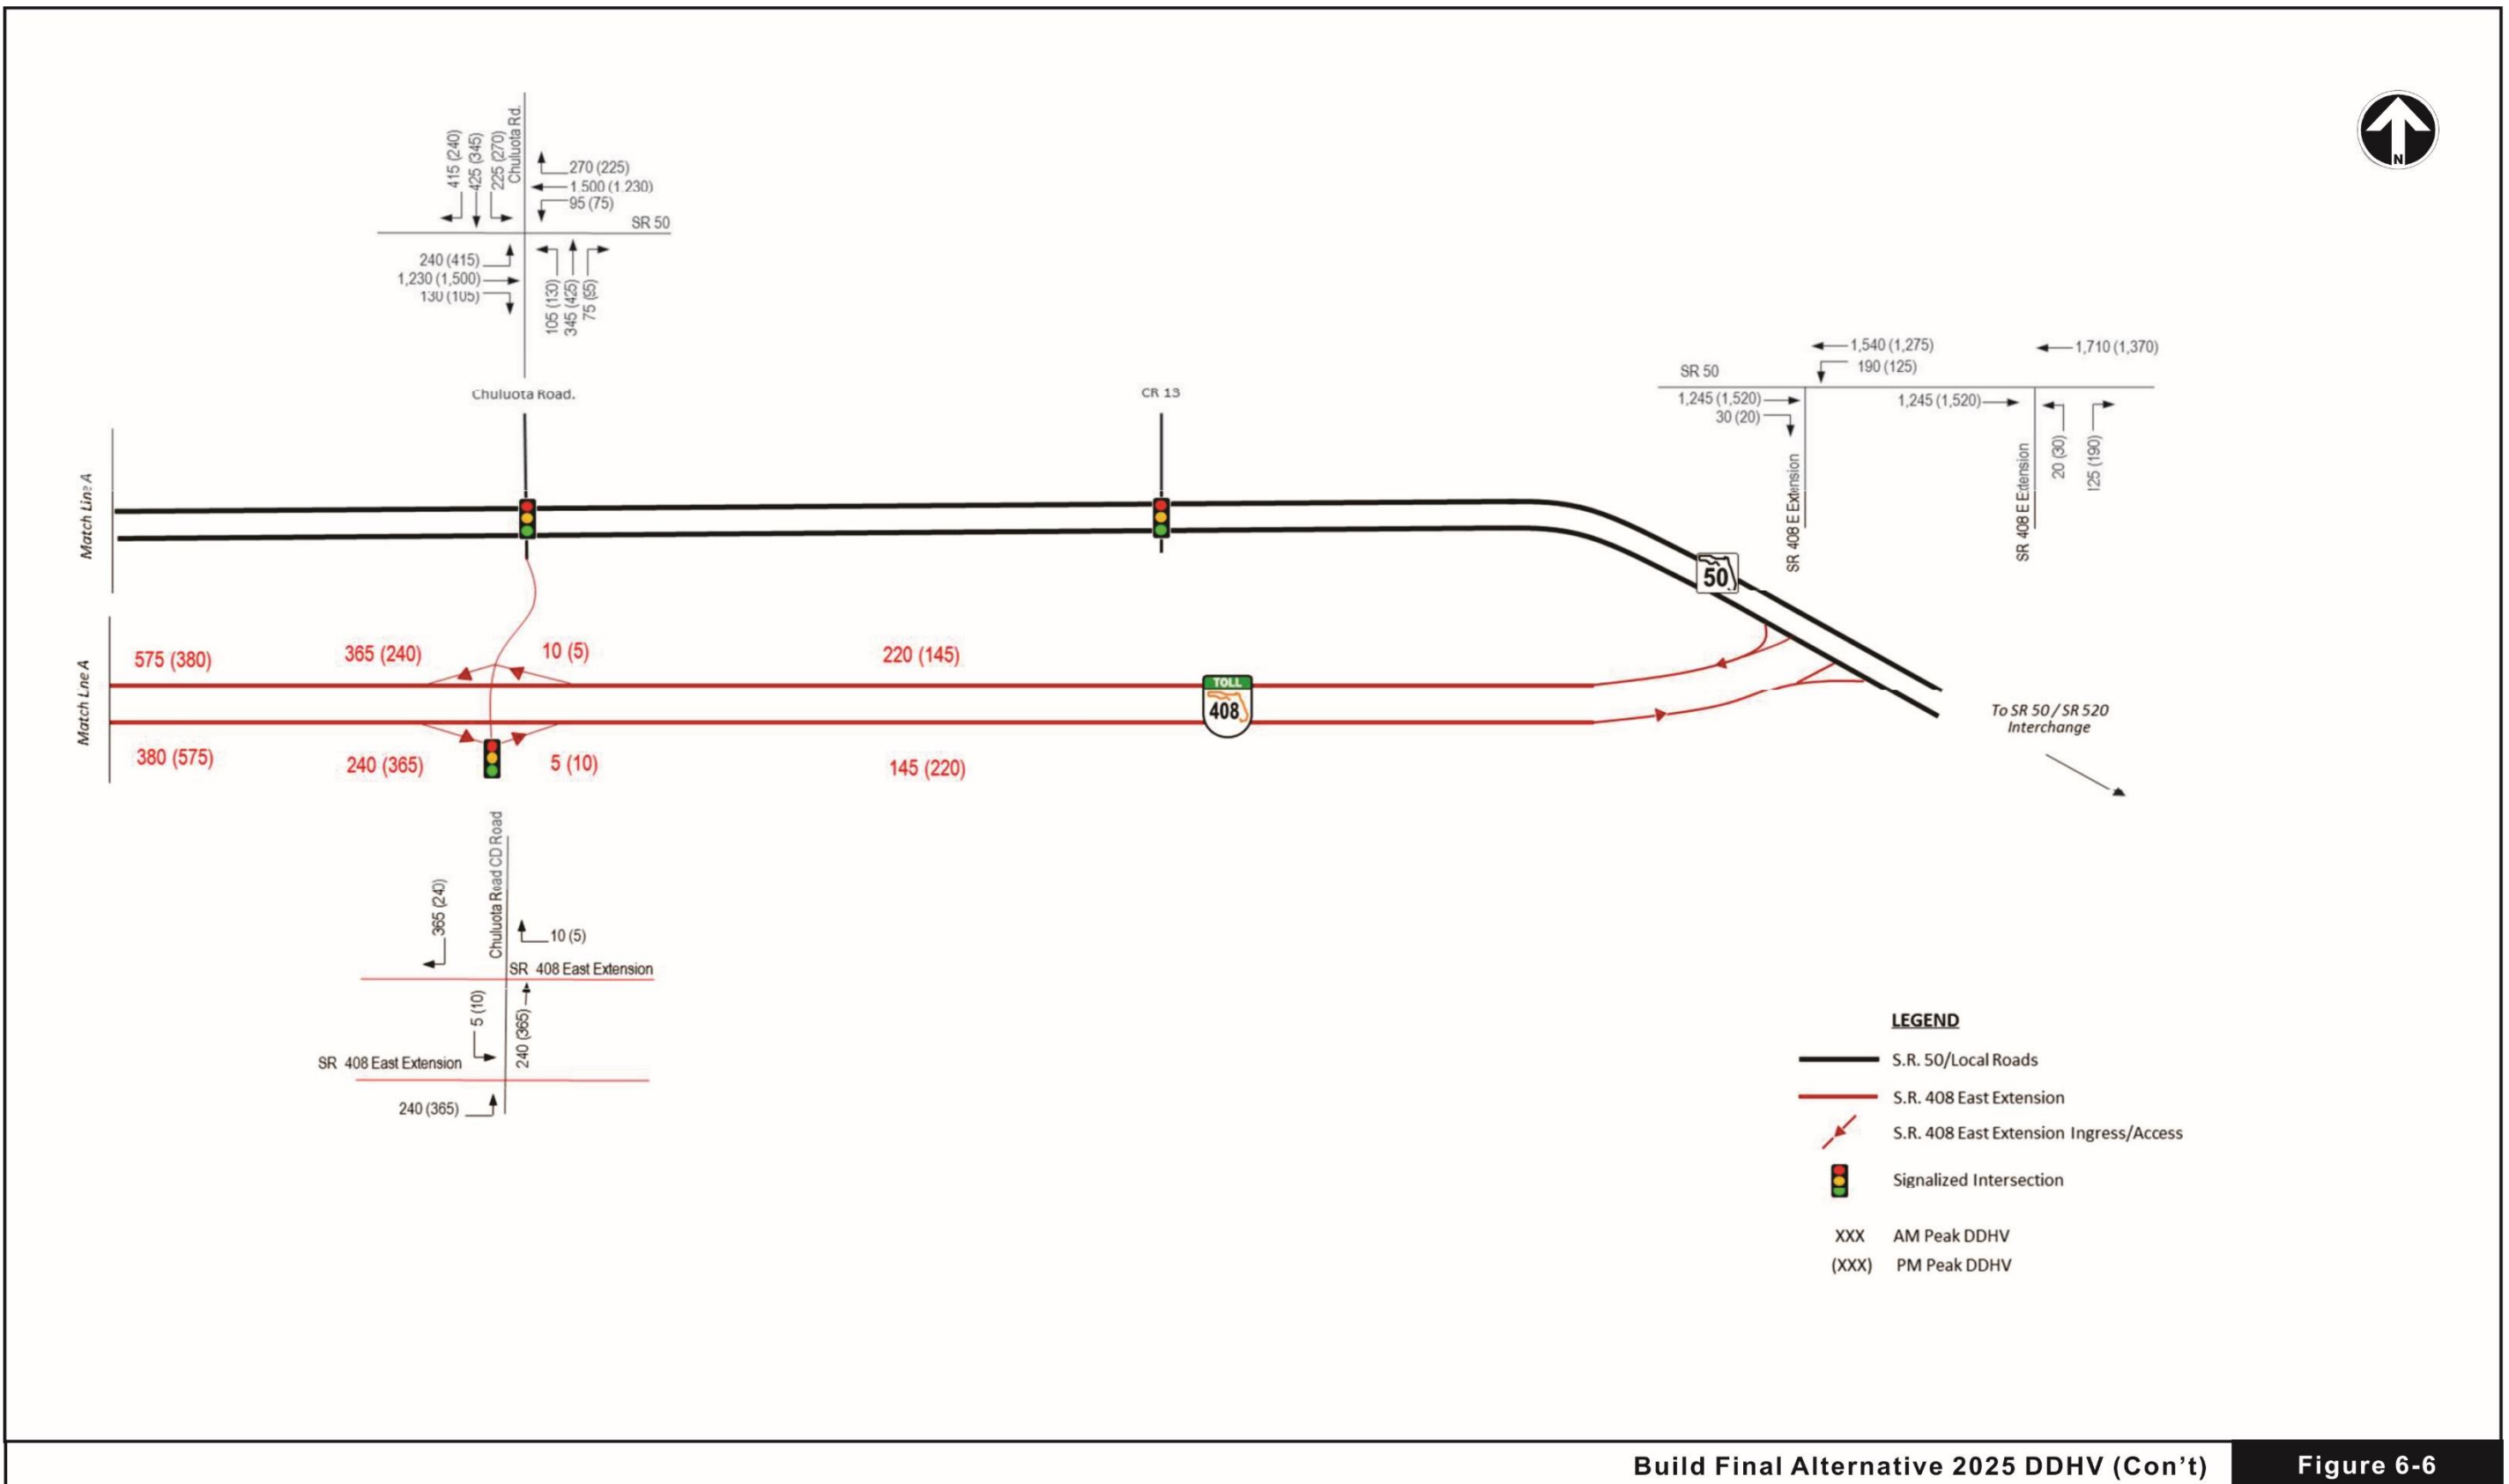 Chuluota Rd.
415 (240)
425 (345)
225 (270)
270 (225)
1,500 (1,230)
95 (75)
SR 50
240 (415)
1,230 (1,500)
130 (105)
105 (130)
345 (425)
75 (95)
Chuluota Road.
CR 13
N
1,540 (1,275)
190 (125)
1,710 (1,370)
SR 50
1,245 (1,520)
30 (20)
1,245 (1,520)
SR 408 E Extension
SR 408 E Extension
20 (30)
125 (190)
Match Line A
50
Match Line A
575 (380)
365 (240)
10 (5)
220 (145)
TOLL
408
380 (575)
240 (365)
5 (10)
145 (220)
To SR 50 / SR 520
Interchange
Chuluota Road CD Road
365 (240)
10 (5)
SR 408 East Extension
5 (10)
240 (365)
SR 408 East Extension
240 (365)
LEGEND
S.R. 50/Local Roads
S.R. 408 East Extension
S.R. 408 East Extension Ingress/Access
Signalized Intersection
XXX AM Peak DDHV
(XXX) PM Peak DDHV
Build Final Alternative 2025 DDHV (Con’t)
Figure 6-6